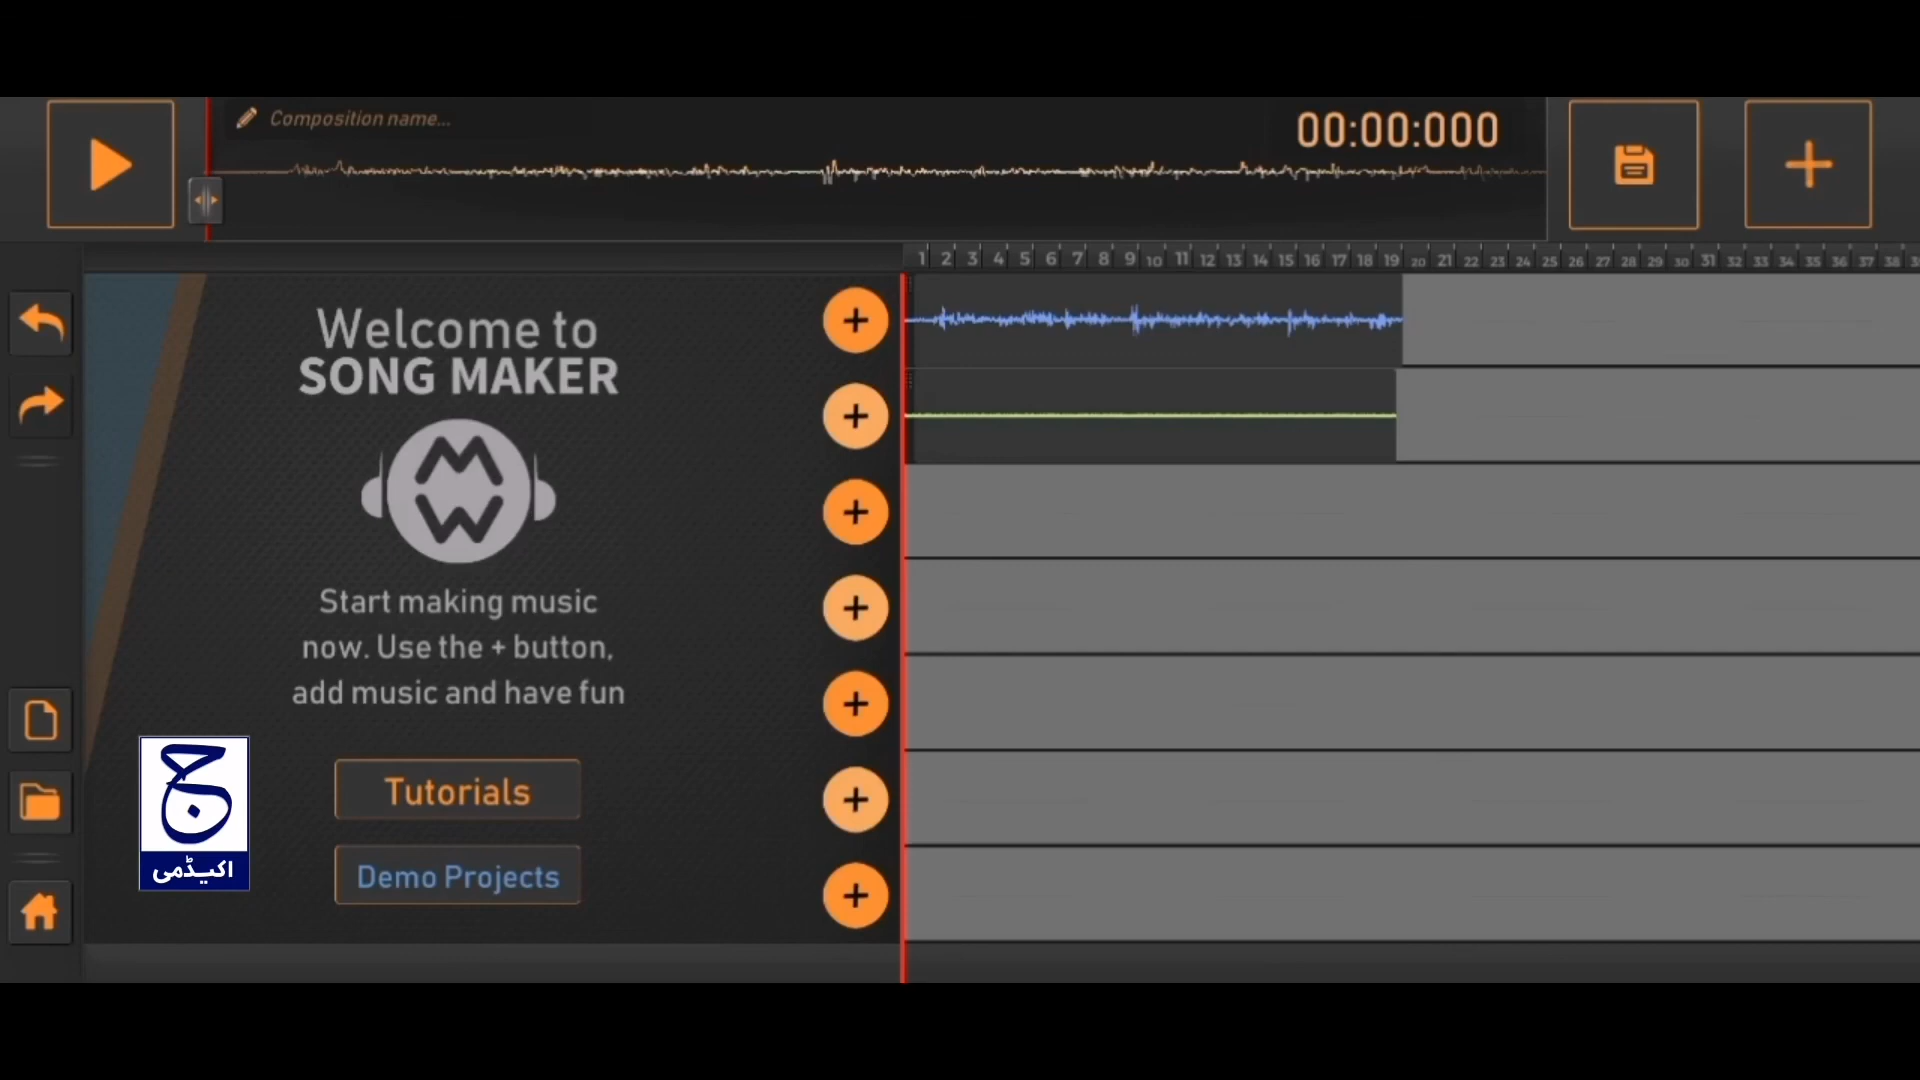 Composition name...
00:00:000
1 2 3 4 5 6 7 8 9 10 11 12 13 14 15 16 17 18 19 20 21 22 23 24 25 26 27 28 29 30 31 32 33 34 35 36 37 38
Welcome to
SONG MAKER
Start making music
now. Use the + button,
add music and have fun
Tutorials
Demo Projects
ج
اکیڈمی